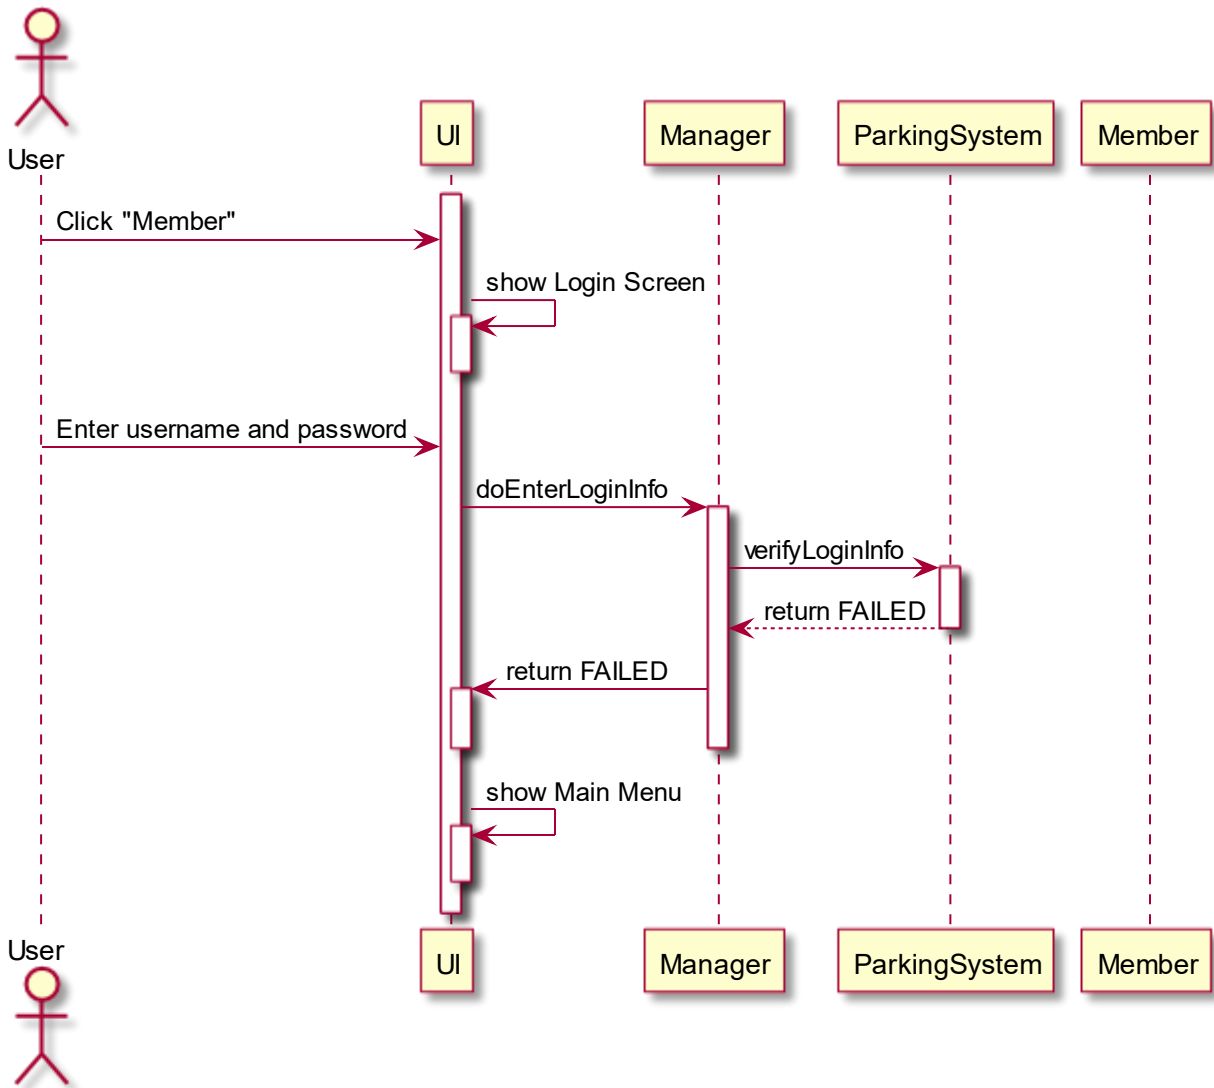 User
UI
Manager
ParkingSystem
Member
Click "Member"
show Login Screen
Enter username and password
doEnterLoginInfo
verifyLoginInfo
return FAILED
return FAILED
show Main Menu
User
UI
Manager
ParkingSystem
Member